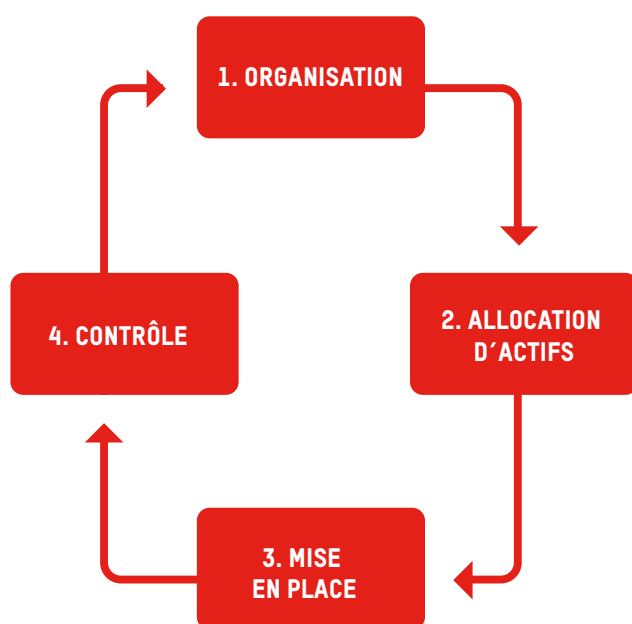 1. ORGANISATION
2. ALLOCATION
D´ACTIFS
3. MISE
EN PLACE
4. CONTRÔLE